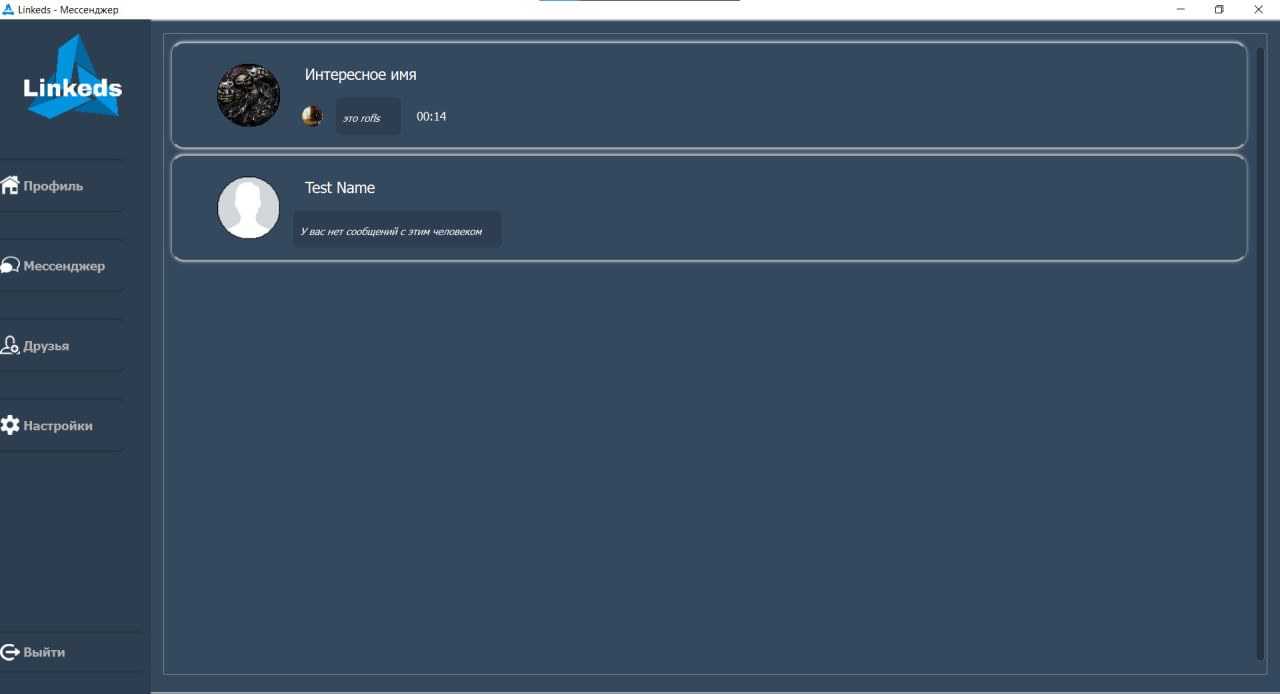 Linkeds - Мессенджер
Linkeds
Профиль
Мессенджер
Друзья
Настройки
Выйти
Интересное имя
это rofls
00:14
Test Name
У вас нет сообщений с этим человеком